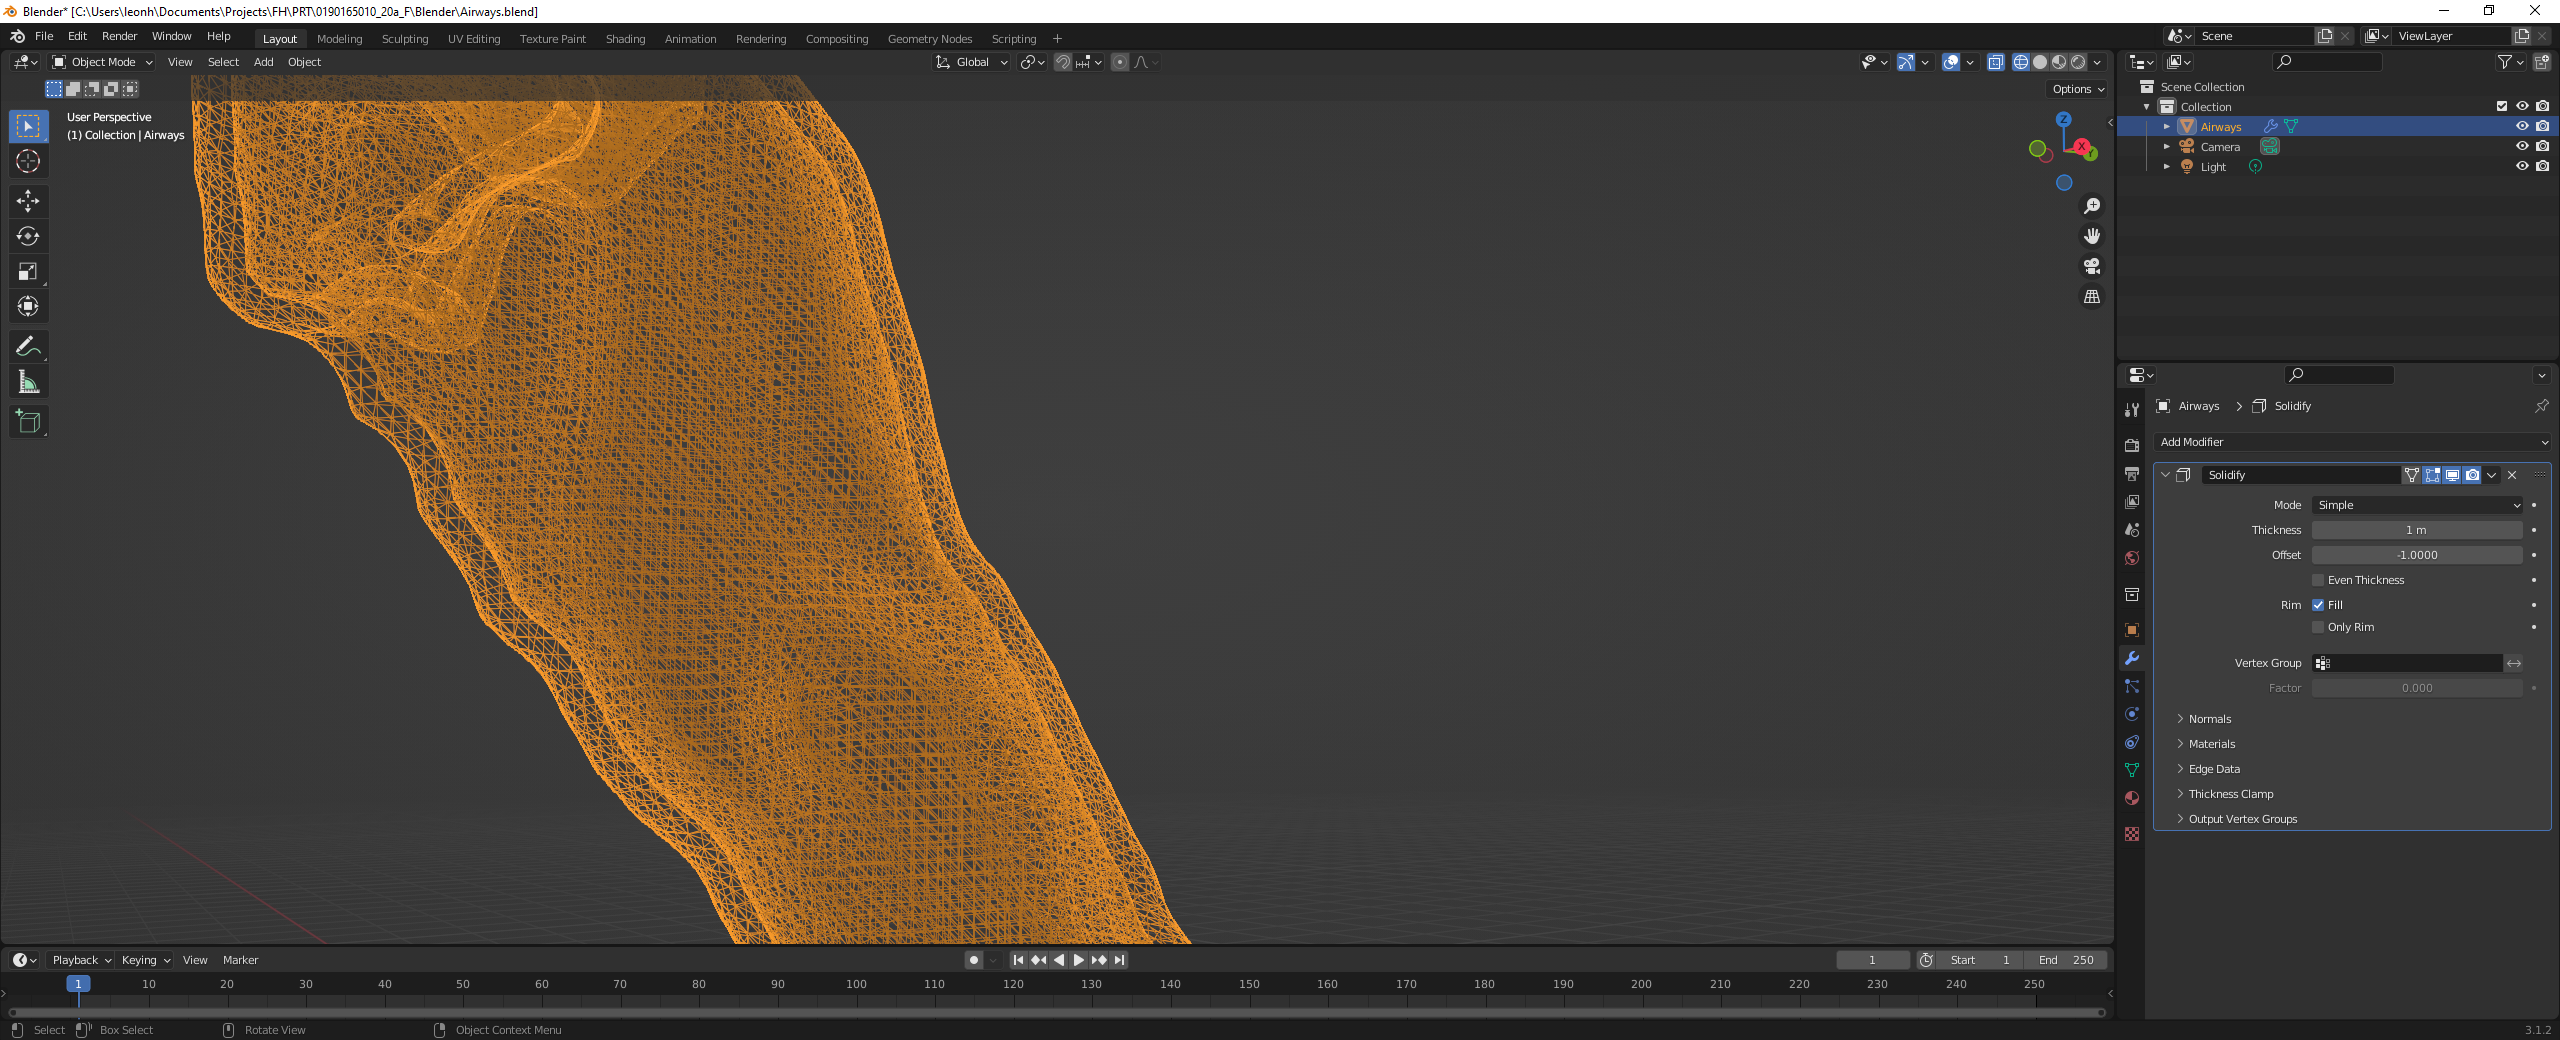 Blender* [C:\Users\leonh\Documents\Projects\FH\PRT\0190165010_20a_F\Blender\Airways.blend]
File Edit Render Window Help Layout Modeling Sculpting UV Editing Texture Paint Shading Animation Rendering Compositing Geometry Nodes Scripting + Scene ViewLayer
Object Mode View Select Add Object Global
Options
User Perspective
(1) Collection | Airways
Z
X
Y
Scene Collection
Collection
Airways
Camera
Light
Airways > Solidify
Add Modifier
Solidify
Mode Simple
Thickness 1 m
Offset -1.0000
Even Thickness
Rim Fill
Only Rim
Vertex Group
Factor 0.000
Normals
Materials
Edge Data
Thickness Clamp
Output Vertex Groups
Playback Keying View Marker 1 Start 1 End 250
1 10 20 30 40 50 60 70 80 90 100 110 120 130 140 150 160 170 180 190 200 210 220 230 240 250
Select Box Select Rotate View Object Context Menu 3.1.2